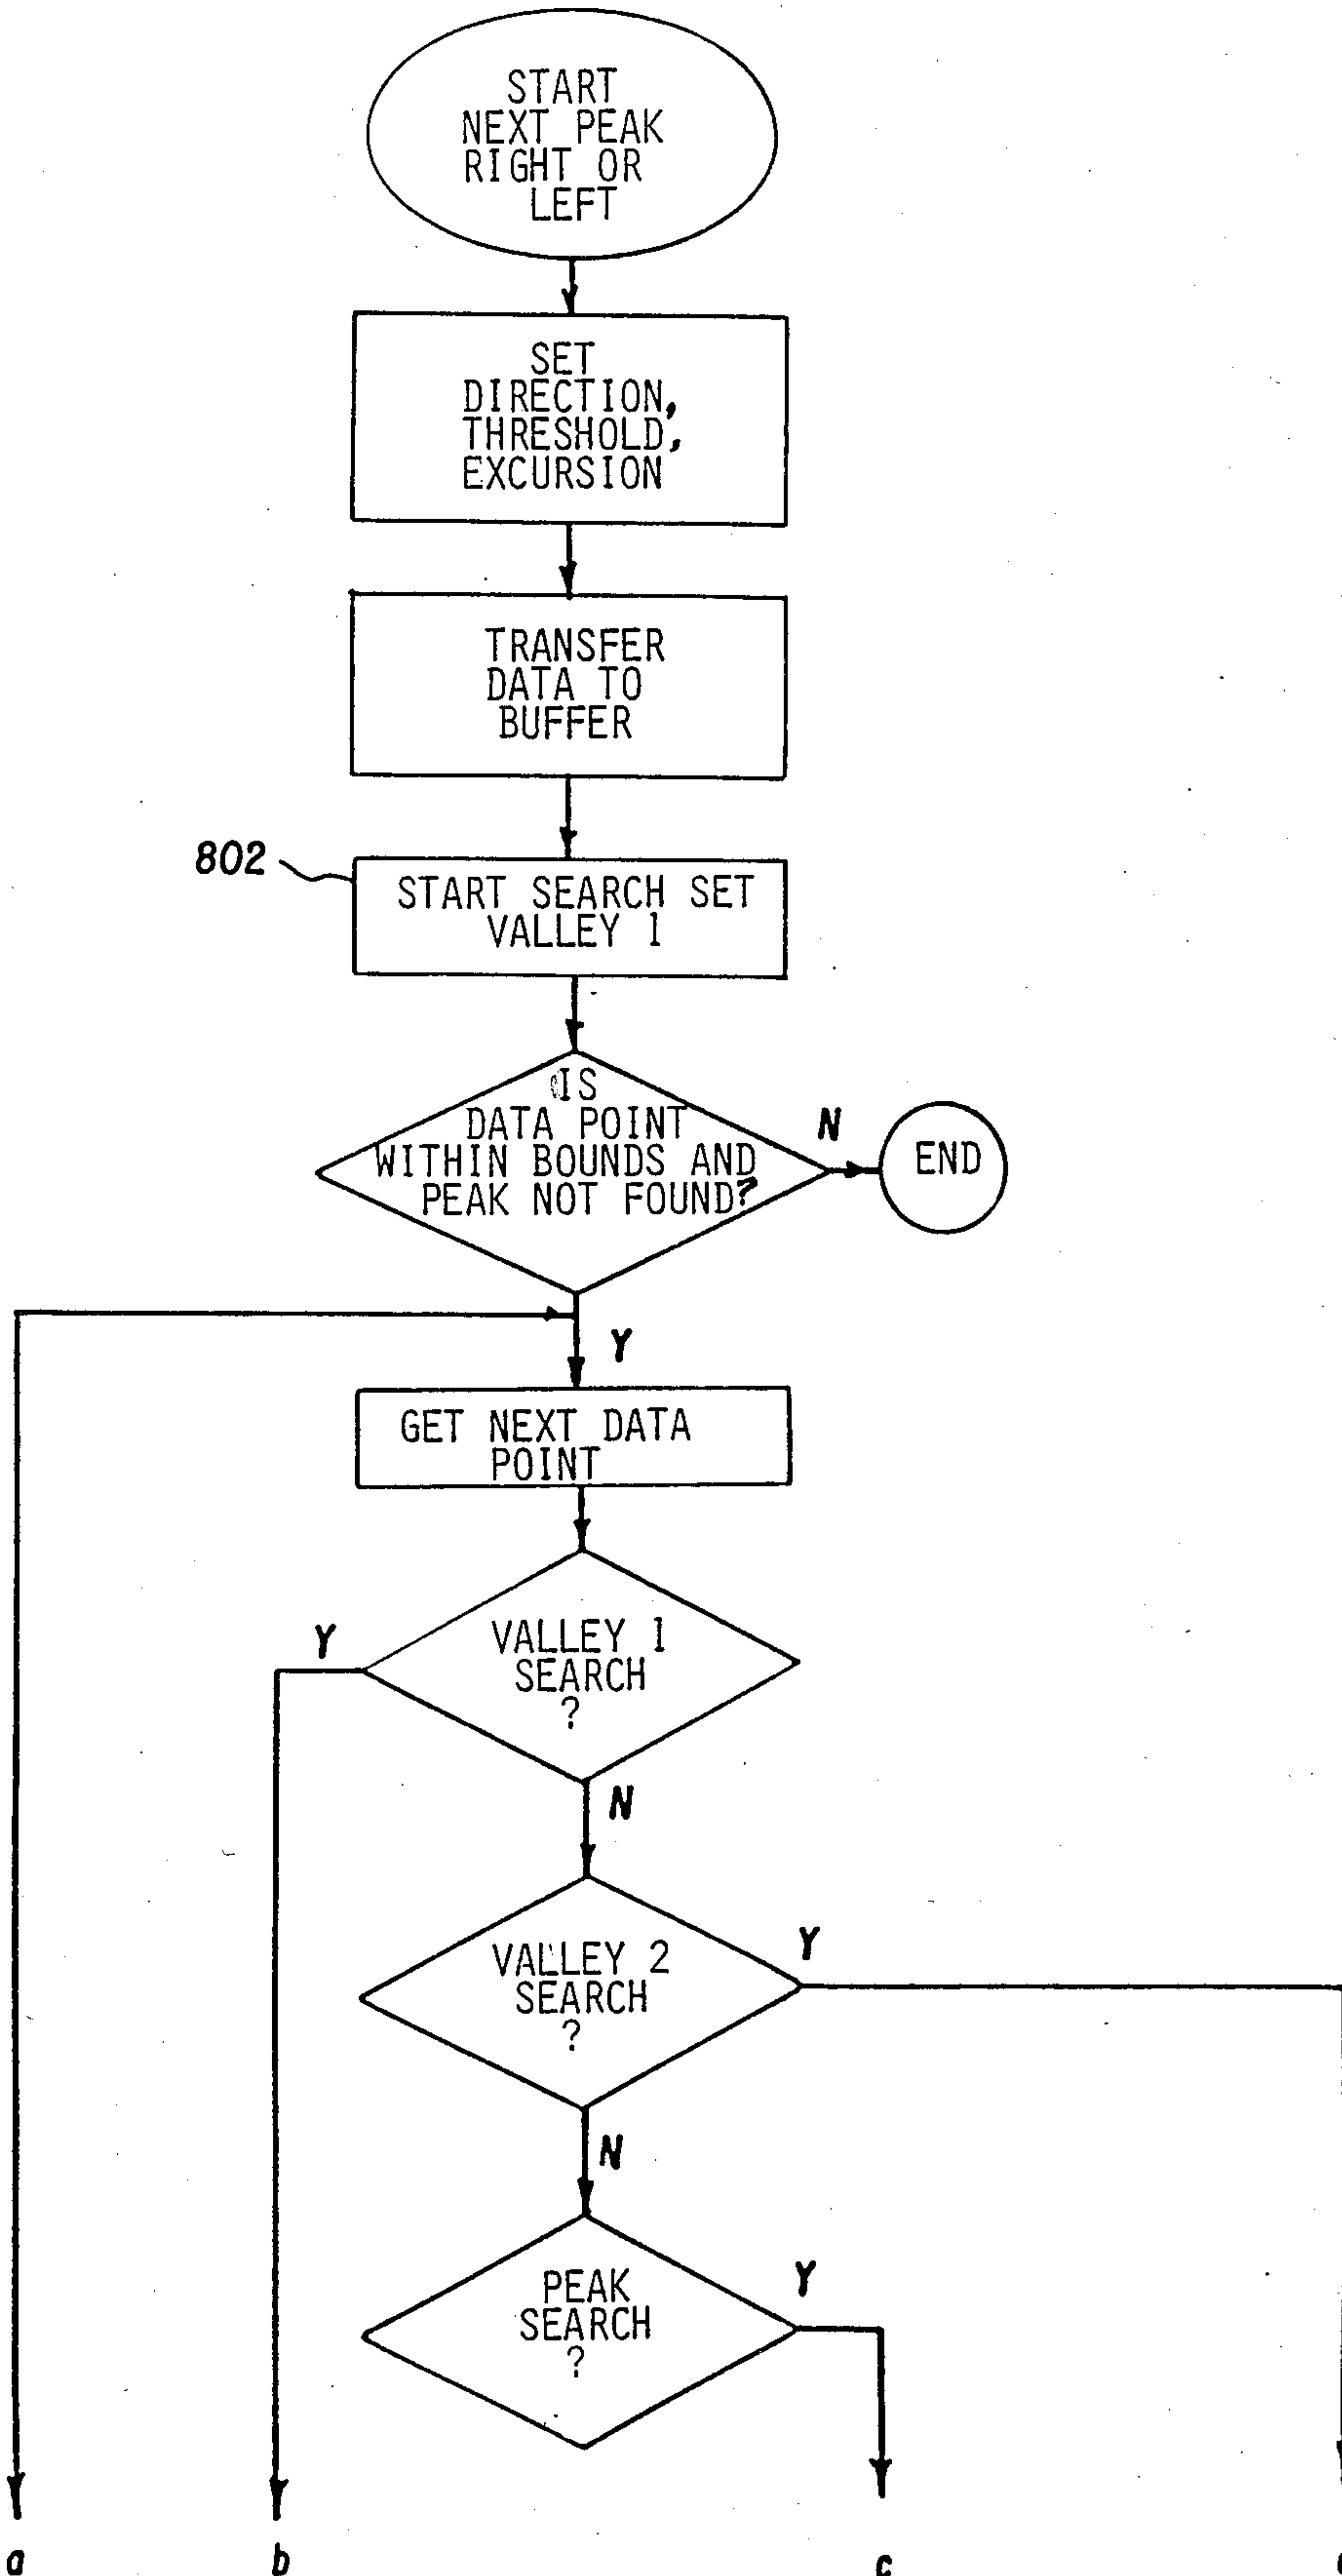 START
NEXT PEAK
RIGHT OR
LEFT
SET
DIRECTION,
THRESHOLD,
EXCURSION
TRANSFER
DATA TO
BUFFER
802
START SEARCH SET
VALLEY 1
IS
DATA POINT
WITHIN BOUNDS AND
PEAK NOT FOUND?
N
END
Y
GET NEXT DATA
POINT
Y
VALLEY 1
SEARCH
?
N
VALLEY 2
SEARCH
?
Y
N
PEAK
SEARCH
?
Y
a
b
c